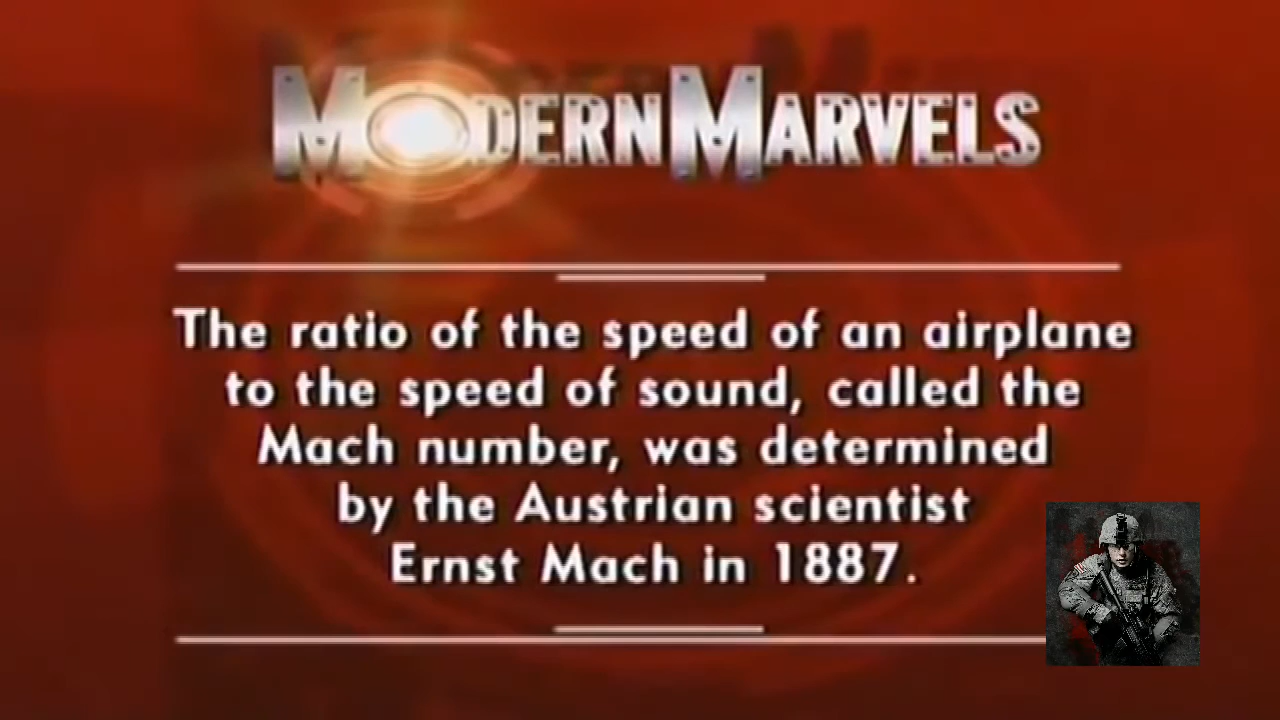 MODERN MARVELS
The ratio of the speed of an airplane
to the speed of sound, called the
Mach number, was determined
by the Austrian scientist
Ernst Mach in 1887.